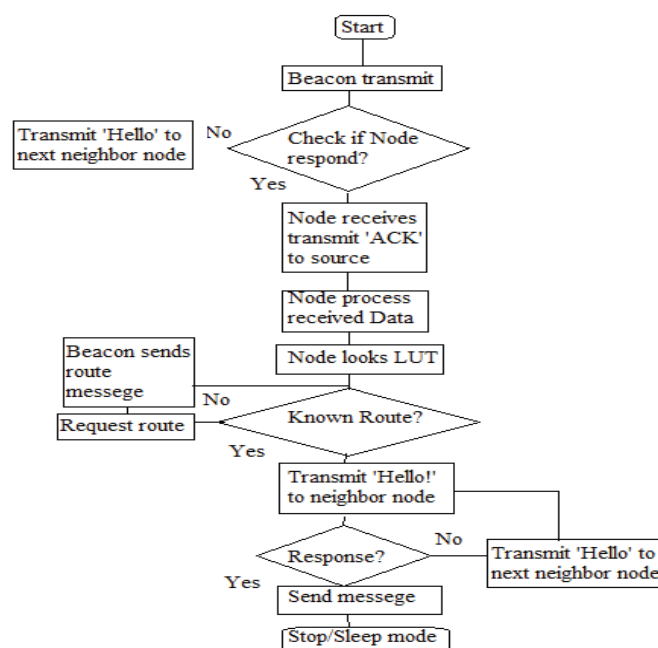 Start
Beacon transmit
No
Transmit 'Hello' to
next neighbor node
Check if Node
respond?
Yes
Node receives
transmit 'ACK'
to source
Node process
received Data
Node looks LUT
Beacon sends
route
messege
No
Request route
Known Route?
Yes
Transmit 'Hello!'
to neighbor node
Response?
No
Transmit 'Hello' to
next neighbor node
Yes
Send messege
Stop/Sleep mode